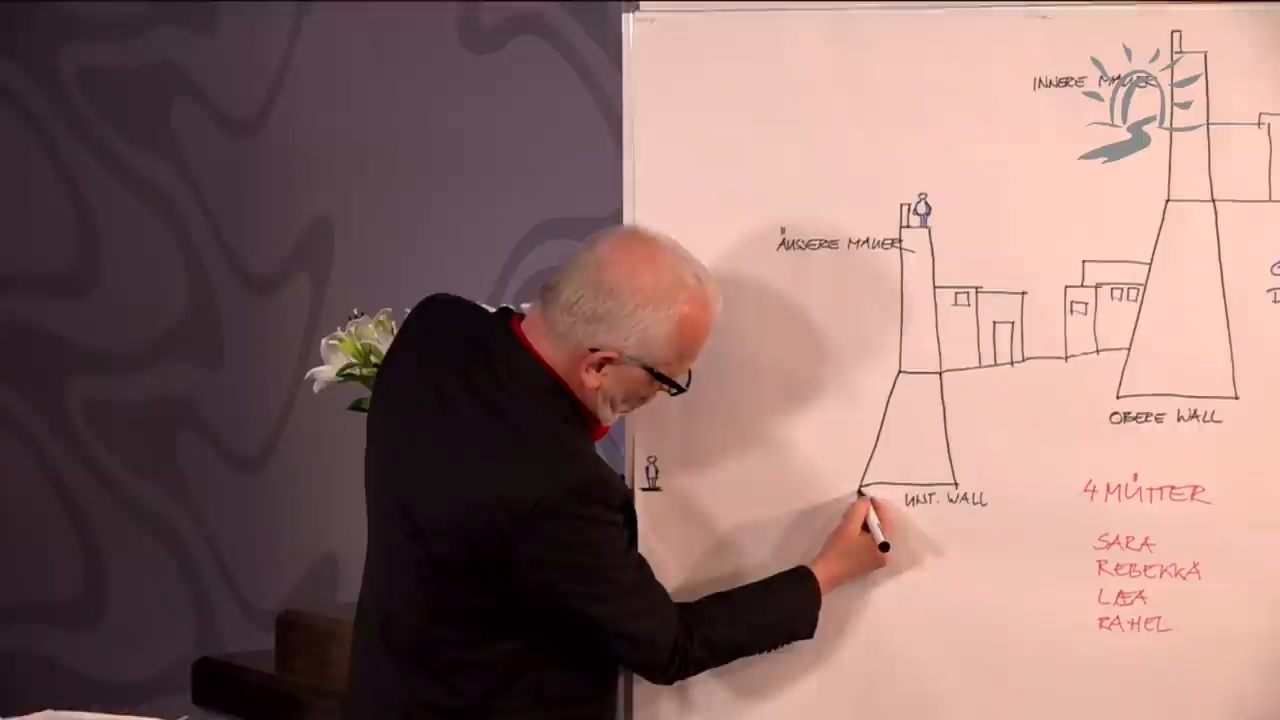 INNERE MAUER
ÄUSSERE MAUER
OBERE WALL
UNT. WALL
4 MÜTTER
SARA
REBEKKA
LEA
RAHEL